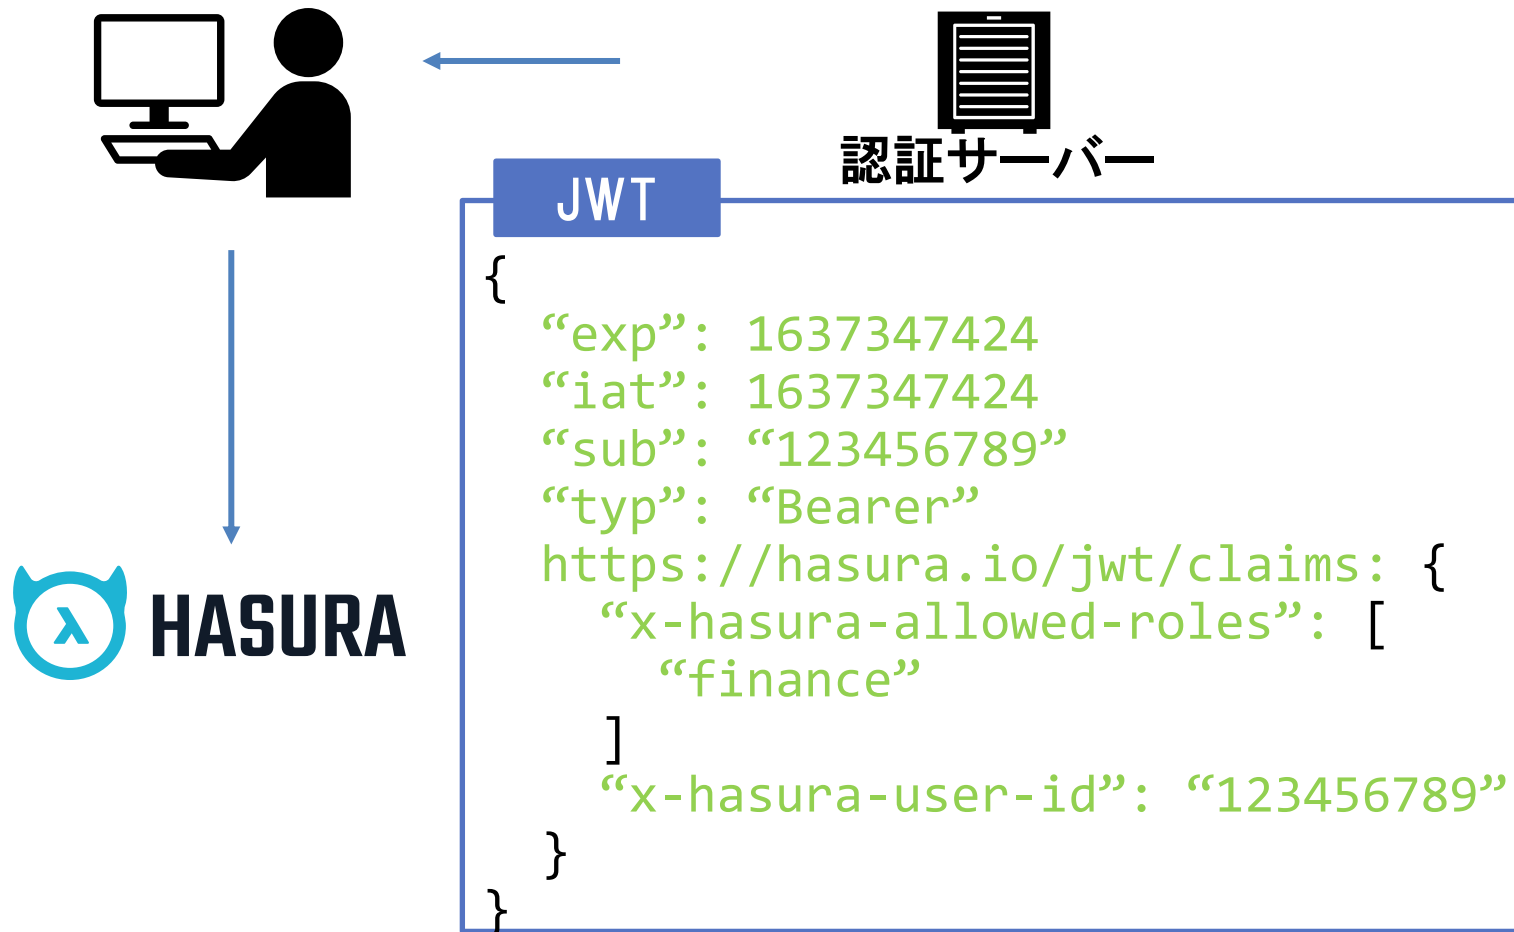 認証サーバー
JWT
{
“exp”: 1637347424
“iat”: 1637347424
“sub”: “123456789”
“typ”: “Bearer”
https://hasura.io/jwt/claims: {
“x-hasura-allowed-roles”: [
“finance”
]
“x-hasura-user-id”: “123456789”
}
}
λ HASURA